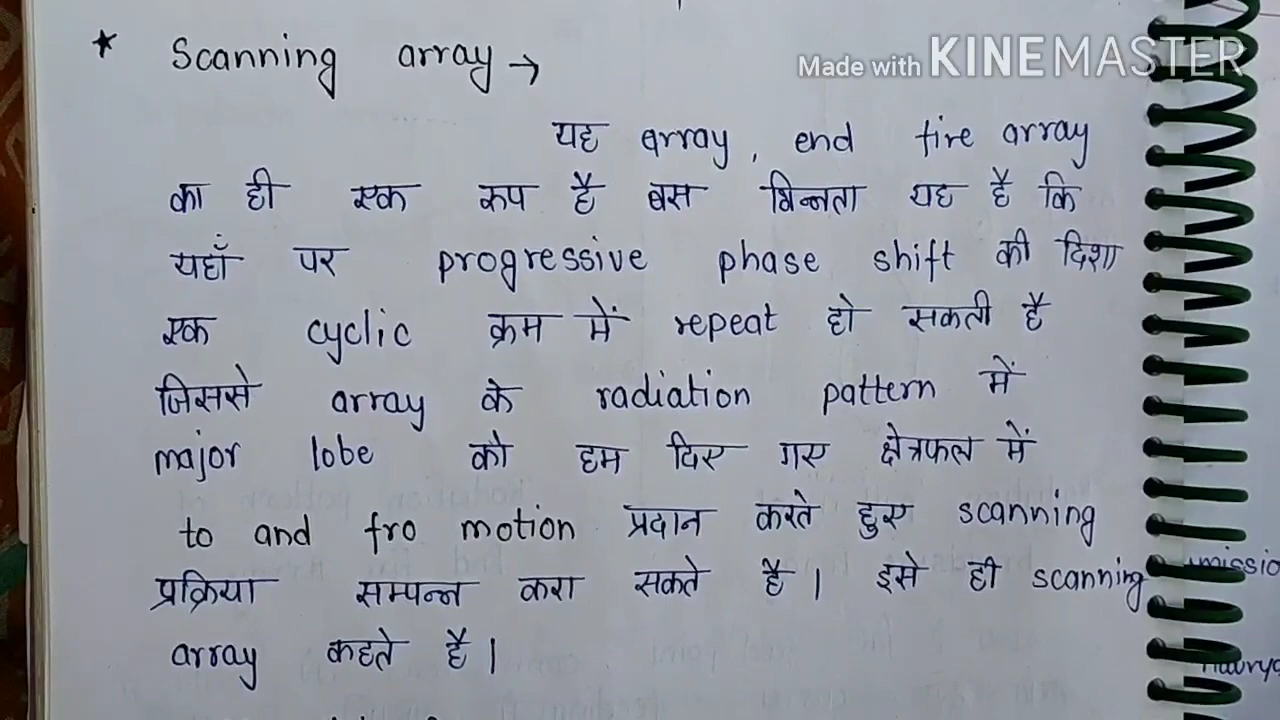 Made with KINEMASTER
★ Scanning array →
यह array, end fire array
का ही एक रूप है बस भिन्नता यह है कि
यहाँ पर progressive phase shift की दिशा
एक cyclic क्रम में repeat हो सकती है
जिससे array के radiation pattern में
major lobe को हम दिए गए क्षेत्रफल में
to and fro motion प्रदान करते हुए scanning
प्रक्रिया सम्पन्न करा सकते है। इसे ही scanning
array कहते है।